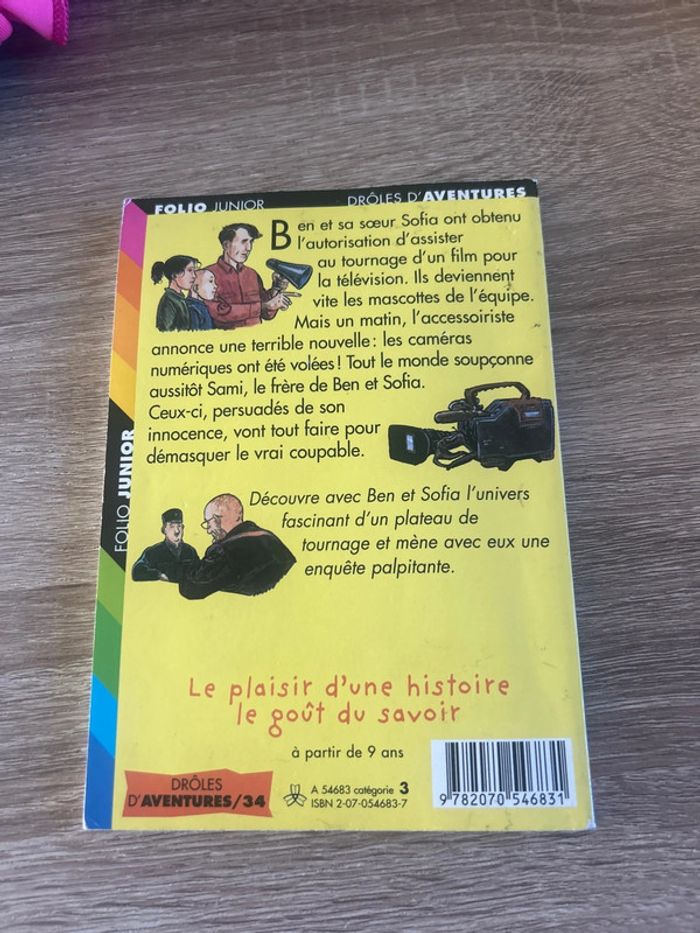 FOLIO JUNIOR
DRÔLES D'AVENTURES
Ben et sa sœur Sofia ont obtenu
l'autorisation d'assister
au tournage d'un film pour
la télévision. Ils deviennent
vite les mascottes de l'équipe.
Mais un matin, l'accessoiriste
annonce une terrible nouvelle : les caméras
numériques ont été volées ! Tout le monde soupçonne
aussitôt Sami, le frère de Ben et Sofia.
Ceux-ci, persuadés de son
innocence, vont tout faire pour
démasquer le vrai coupable.
FOLIO JUNIOR
Découvre avec Ben et Sofia l'univers
fascinant d'un plateau de
tournage et mène avec eux une
enquête palpitante.
Le plaisir d'une histoire
le goût du savoir
à partir de 9 ans
DRÔLES
D'AVENTURES/34
A 54683 catégorie 3
ISBN 2-07-054683-7
9 782070 546831